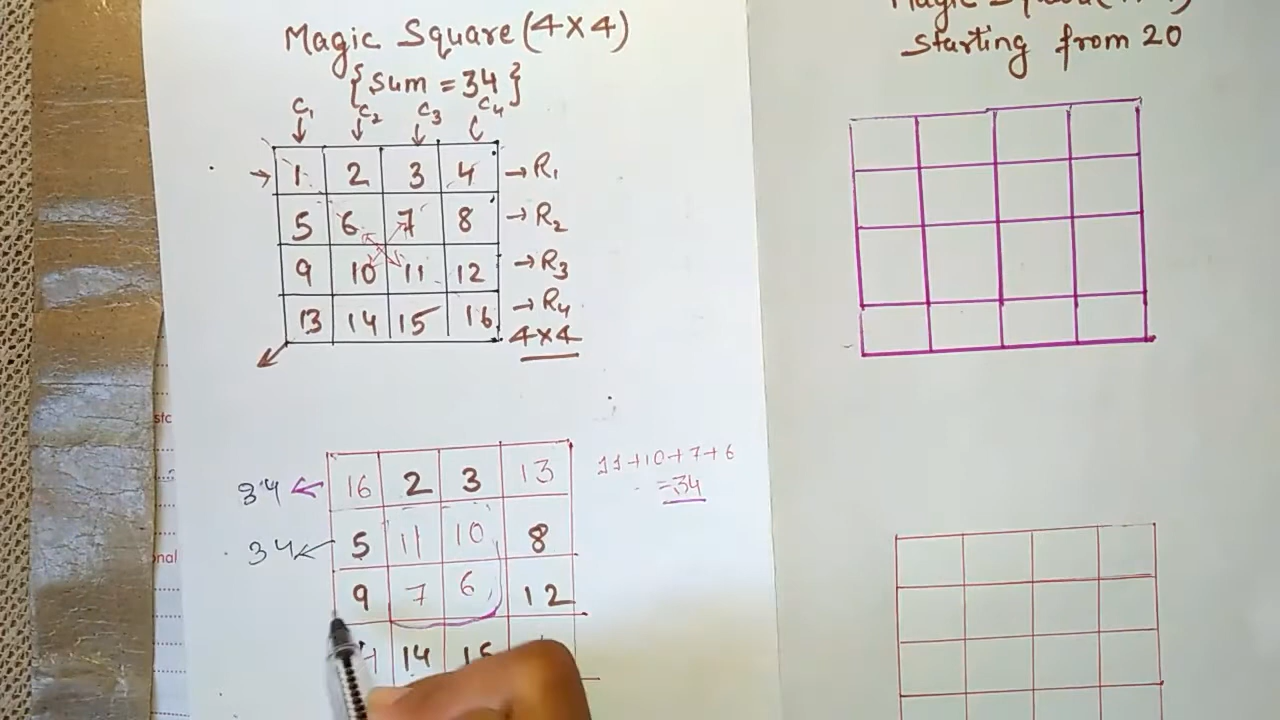 Magic Square (4×4)
{Sum = 34}
C1 C2 C3 C4
1 2 3 4 → R1
5 6 7 8 → R2
9 10 11 12 → R3
13 14 15 16 → R4
4×4
34 ← 16 2 3 13
34 ← 5 11 10 8
9 7 6 12
14 15
11+10+7+6
=34
Starting from 20